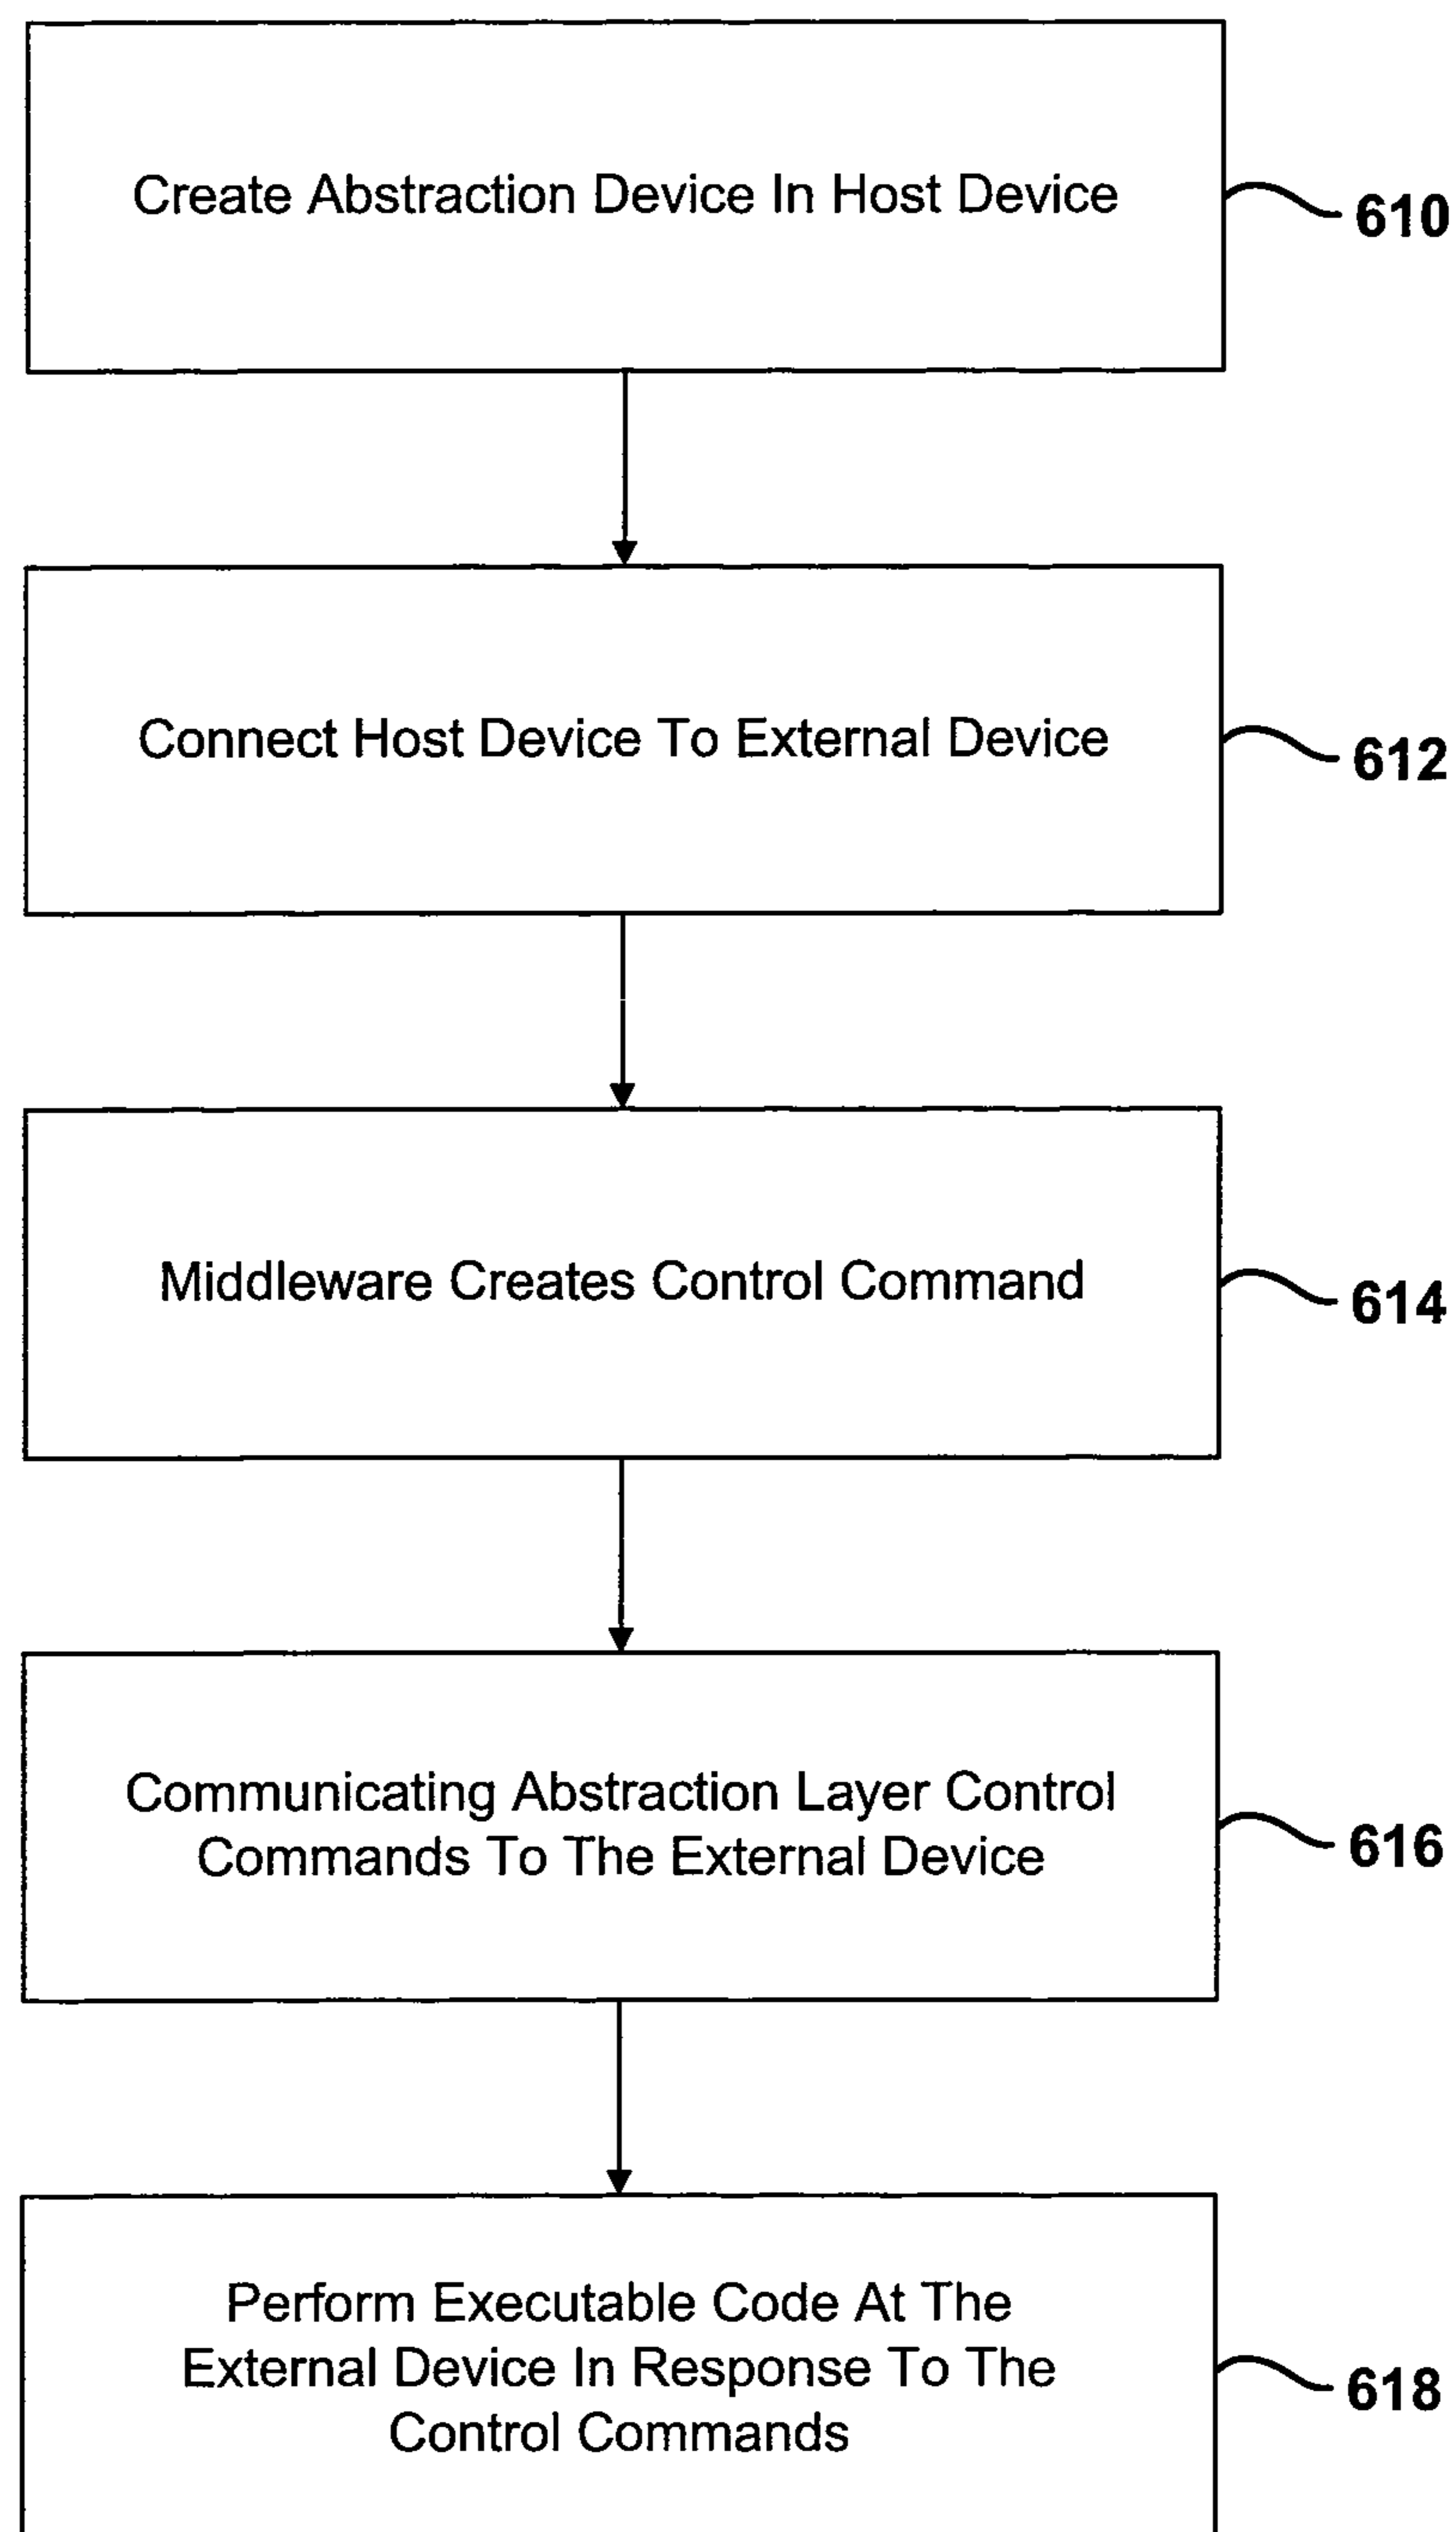 Create Abstraction Device In Host Device
610
Connect Host Device To External Device
612
Middleware Creates Control Command
614
Communicating Abstraction Layer Control
Commands To The External Device
616
Perform Executable Code At The
External Device In Response To The
Control Commands
618